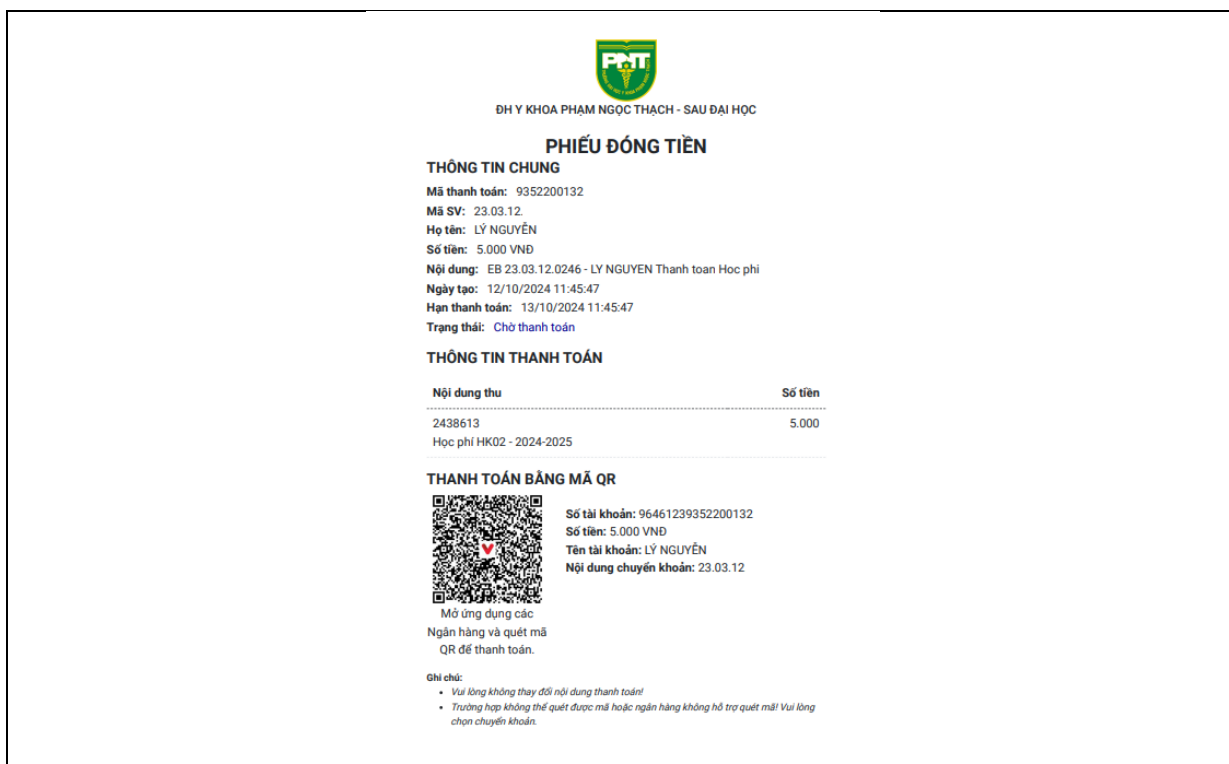 PNT
ĐH Y KHOA PHẠM NGỌC THẠCH - SAU ĐẠI HỌC
PHIẾU ĐÓNG TIỀN
THÔNG TIN CHUNG
Mã thanh toán: 9352200132
Mã SV: 23.03.12.
Họ tên: LÝ NGUYỄN
Số tiền: 5.000 VNĐ
Nội dung: EB 23.03.12.0246 - LY NGUYEN Thanh toan Hoc phi
Ngày tạo: 12/10/2024 11:45:47
Hạn thanh toán: 13/10/2024 11:45:47
Trạng thái: Chờ thanh toán
THÔNG TIN THANH TOÁN
Nội dung thu Số tiền
2438613 5.000
Học phí HK02 - 2024-2025
THANH TOÁN BẰNG MÃ QR
Số tài khoản: 96461239352200132
Số tiền: 5.000 VNĐ
Tên tài khoản: LÝ NGUYỄN
Nội dung chuyển khoản: 23.03.12
Mở ứng dụng các
Ngân hàng và quét mã
QR để thanh toán.
Ghi chú:
• Vui lòng không thay đổi nội dung thanh toán!
• Trường hợp không thể quét được mã hoặc ngân hàng không hỗ trợ quét mã! Vui lòng
chọn chuyển khoản.